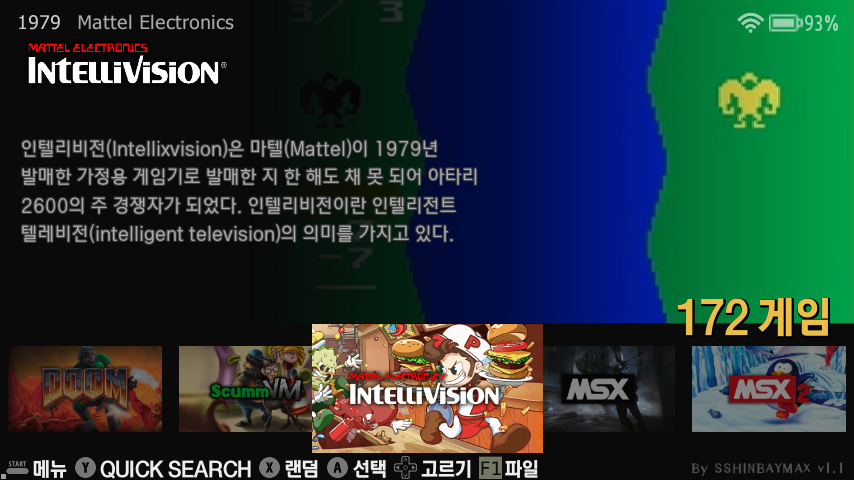 1979 Mattel Electronics
3 / 3
93%
MATTEL ELECTRONICS
INTELLIVISION®
인텔리비전(Intellixvision)은 마텔(Mattel)이 1979년
발매한 가정용 게임기로 발매한 지 한 해도 채 못 되어 아타리
2600의 주 경쟁자가 되었다. 인텔리비전이란 인텔리전트
텔레비전(intelligent television)의 의미를 가지고 있다.
-7
172 게임
DOOM
ScummVM
P
MATTEL ELECTRONICS
INTELLIVISION
MSX
MSX2
START 메뉴 Y QUICK SEARCH X 랜덤 A 선택 고르기 F1 파일
By SSHINBAYMAX v1.1